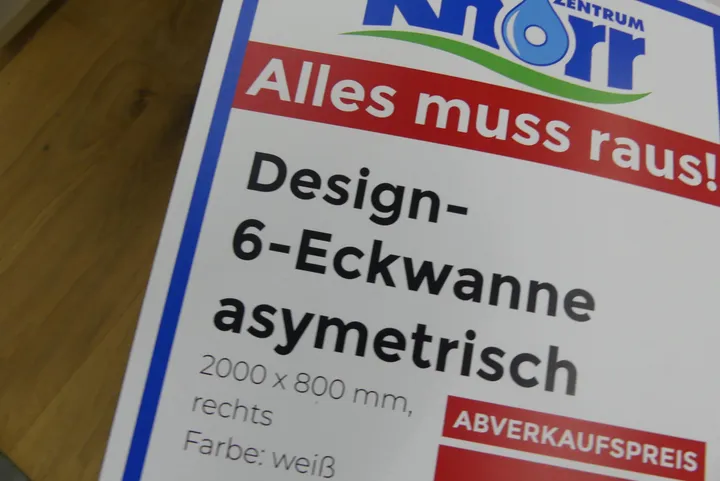 ZENTRUM
Knorr
Alles muss raus!
Design-
6-Eckwanne
asymetrisch
2000 x 800 mm,
rechts
Farbe: weiß
ABVERKAUFSPREIS